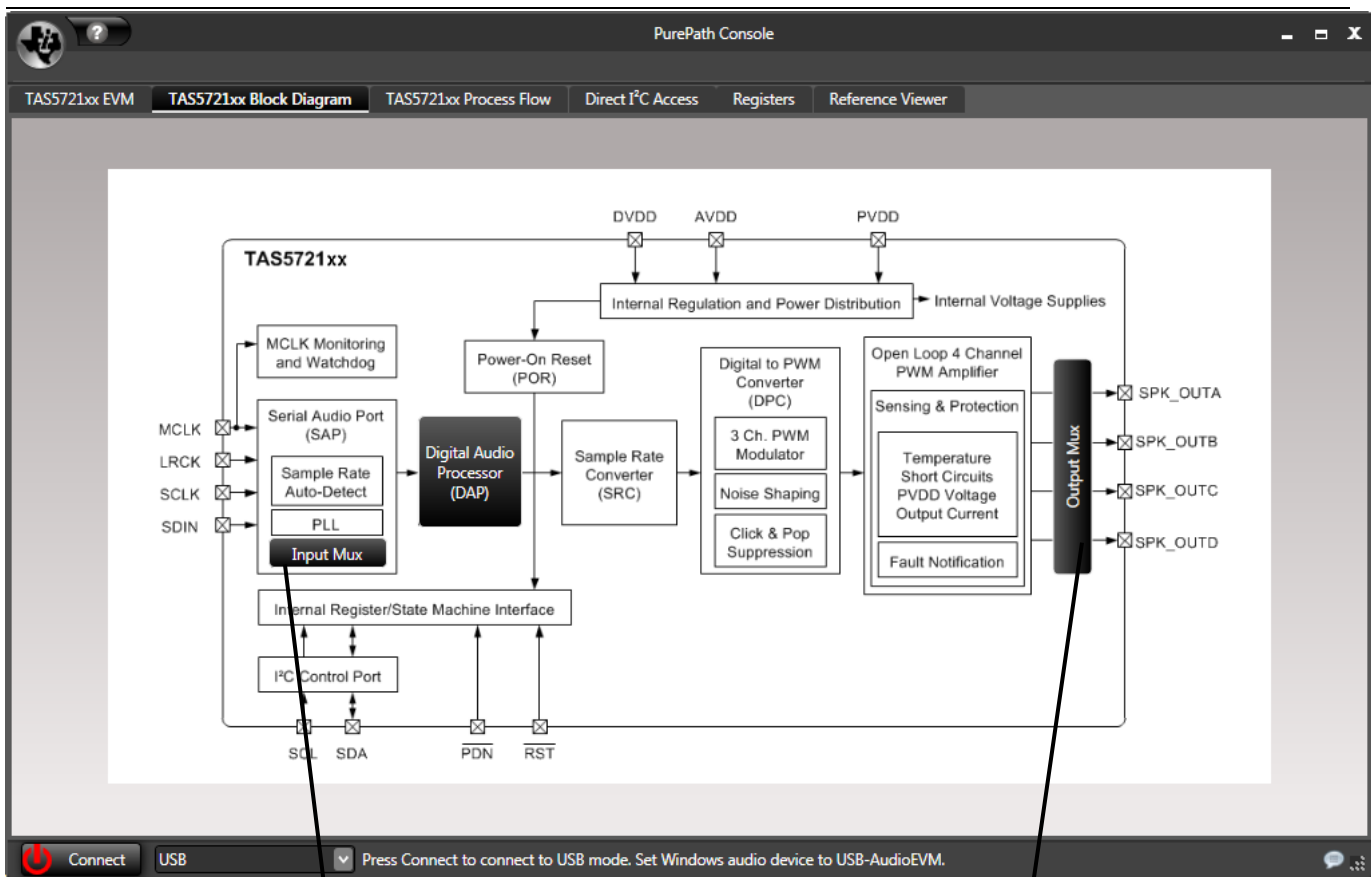 PurePath Console
?
TAS5721xx EVM
TAS5721xx Block Diagram
TAS5721xx Process Flow
Direct I²C Access
Registers
Reference Viewer
DVDD
AVDD
PVDD
TAS5721xx
Internal Regulation and Power Distribution
Internal Voltage Supplies
MCLK Monitoring
and Watchdog
Power-On Reset
(POR)
Digital to PWM
Converter
(DPC)
3 Ch. PWM
Modulator
Noise Shaping
Click & Pop
Suppression
Open Loop 4 Channel
PWM Amplifier
Sensing & Protection
Temperature
Short Circuits
PVDD Voltage
Output Current
Fault Notification
Output Mux
SPK_OUTA
SPK_OUTB
SPK_OUTC
SPK_OUTD
MCLK
LRCK
SCLK
SDIN
Serial Audio Port
(SAP)
Sample Rate
Auto-Detect
PLL
Input Mux
Digital Audio
Processor
(DAP)
Sample Rate
Converter
(SRC)
Internal Register/State Machine Interface
I²C Control Port
SCL
SDA
PDN
RST
Connect
USB
Press Connect to connect to USB mode. Set Windows audio device to USB-AudioEVM.